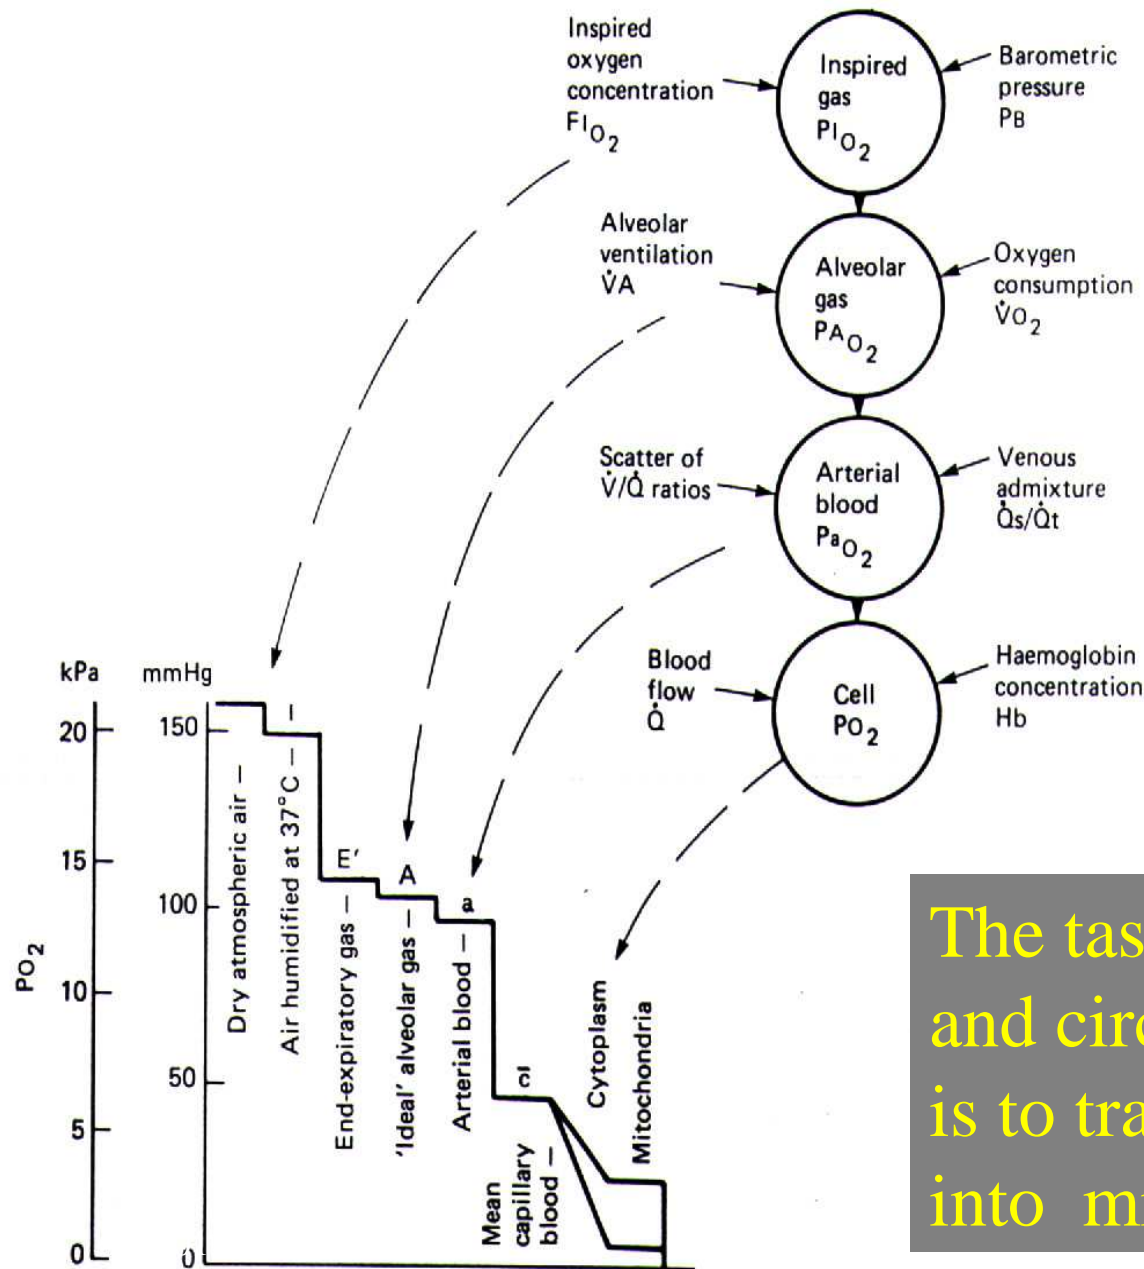 Inspired
oxygen
concentration
FIO₂
Inspired
gas
PIO₂
Barometric
pressure
PB
Alveolar
ventilation
V̇A
Alveolar
gas
PAO₂
Oxygen
consumption
V̇O₂
Scatter of
V̇/Q̇ ratios
Arterial
blood
PaO₂
Venous
admixture
Q̇s/Q̇t
Blood
flow
Q̇
Cell
PO₂
Haemoglobin
concentration
Hb
kPa
mmHg
PO₂
20
15
10
5
0
150
100
50
0
Dry atmospheric air –
I
Air humidified at 37°C –
E'
End-expiratory gas –
A
'Ideal' alveolar gas –
a
Arterial blood –
c̄
Mean
capillary
blood –
Cytoplasm
Mitochondria
The tas
and circ
is to tra
into